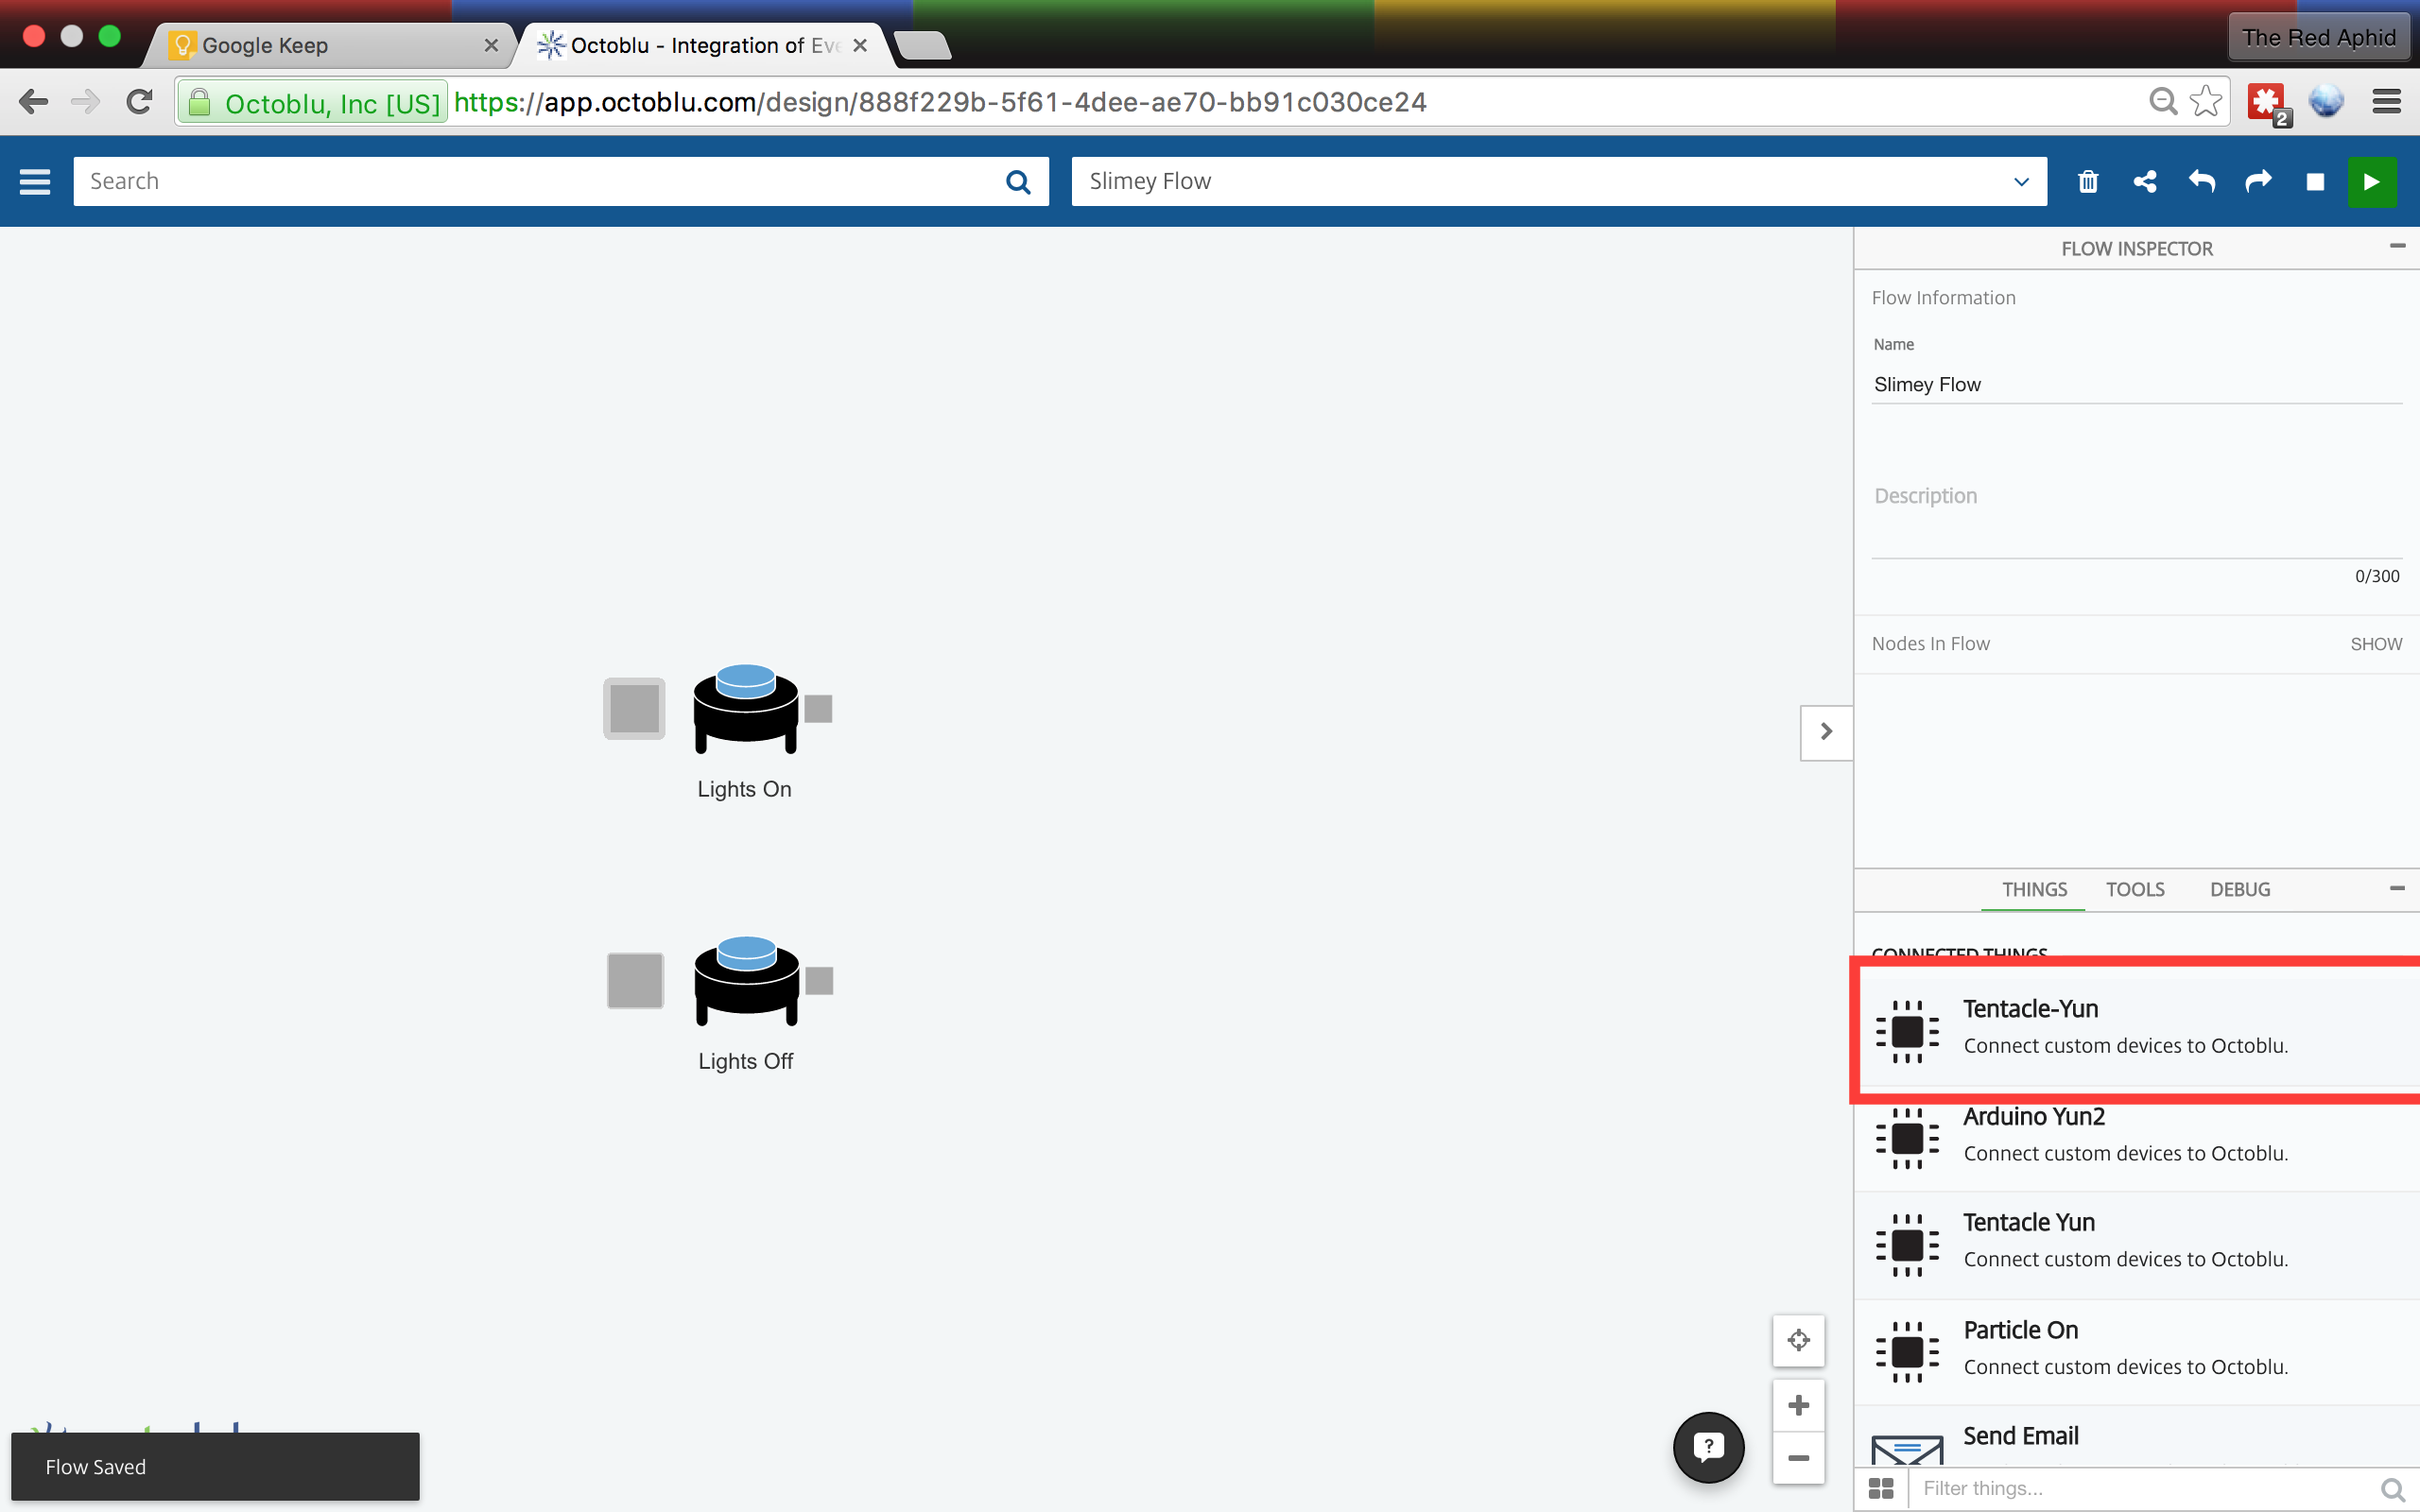 Google Keep
Octoblu - Integration of Eve
The Red Aphid
Octoblu, Inc [US] https://app.octoblu.com/design/888f229b-5f61-4dee-ae70-bb91c030ce24
2
Search
Slimey Flow
FLOW INSPECTOR
Flow Information
Name
Slimey Flow
Description
0/300
Nodes In Flow SHOW
Lights On
Lights Off
THINGS TOOLS DEBUG
CONNECTED THINGS
Tentacle-Yun
Connect custom devices to Octoblu.
Arduino Yun2
Connect custom devices to Octoblu.
Tentacle Yun
Connect custom devices to Octoblu.
Particle On
Connect custom devices to Octoblu.
Send Email
Filter things...
?
Flow Saved